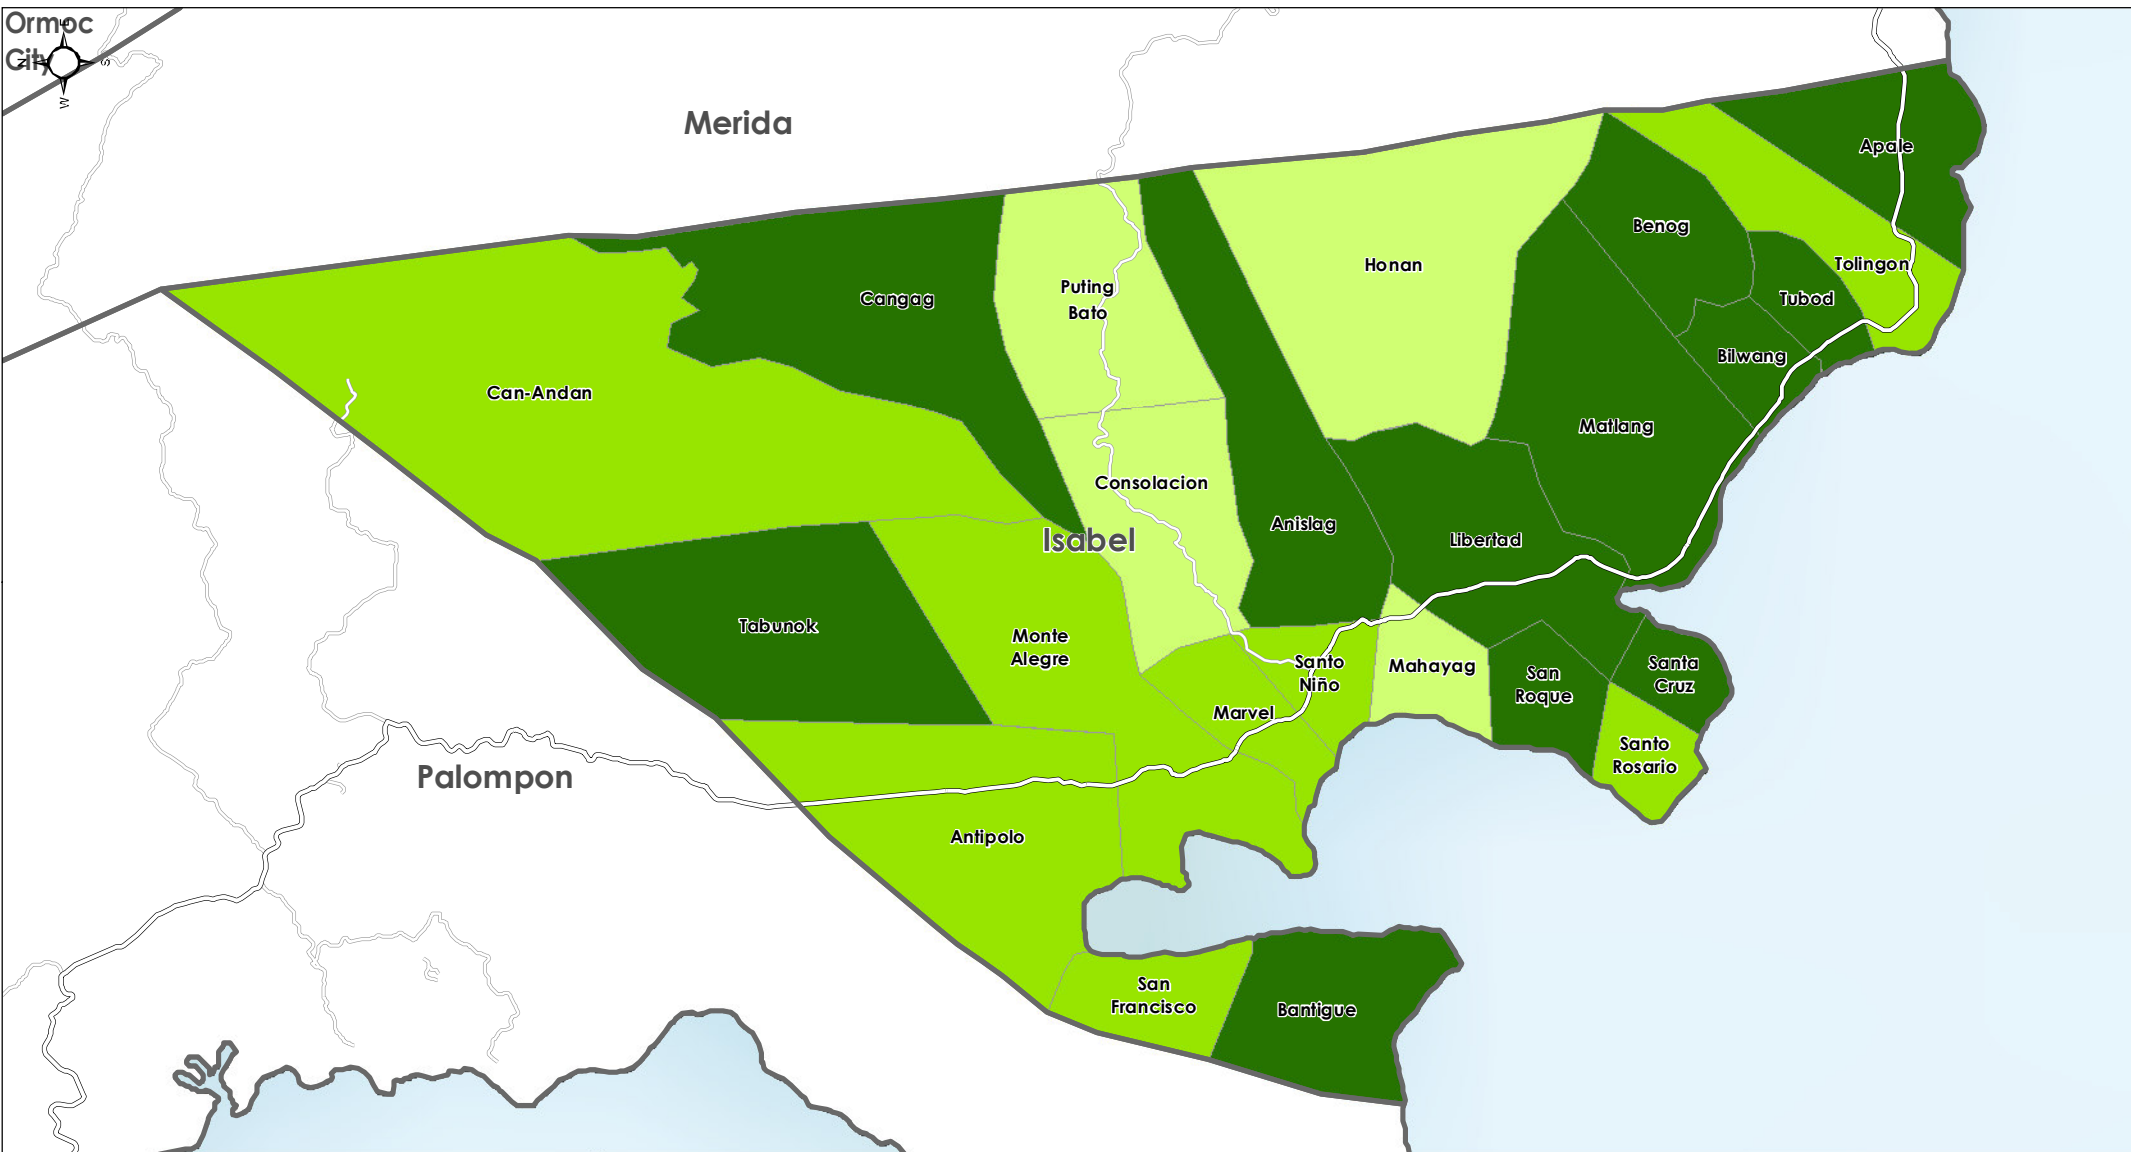 Ormoc
City
E
N
S
W
Merida
Apale
Benog
Honan
Tolingon
Puting
Bato
Cangag
Tubod
Bilwang
Can-Andan
Matlang
Consolacion
Anislag
Isabel
Libertad
Tabunok
Monte
Alegre
Santo
Niño
Mahayag
San
Roque
Santa
Cruz
Marvel
Santo
Rosario
Palompon
Antipolo
San
Francisco
Bantigue